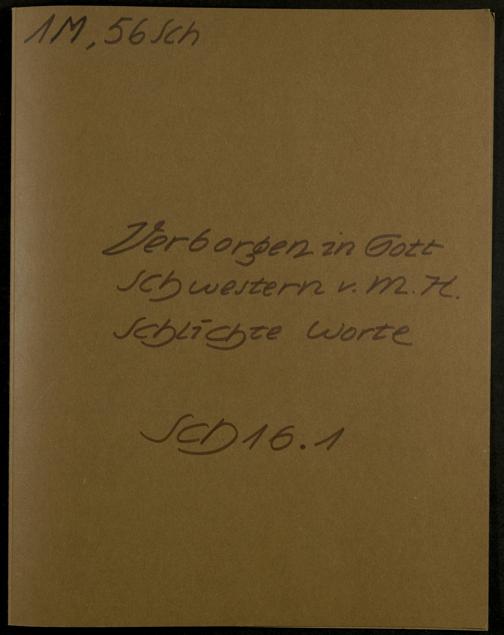 1M, 56 Sch
Verborgen in Gott
Schwestern v. M. H.
Schlichte Worte
Sch 16.1